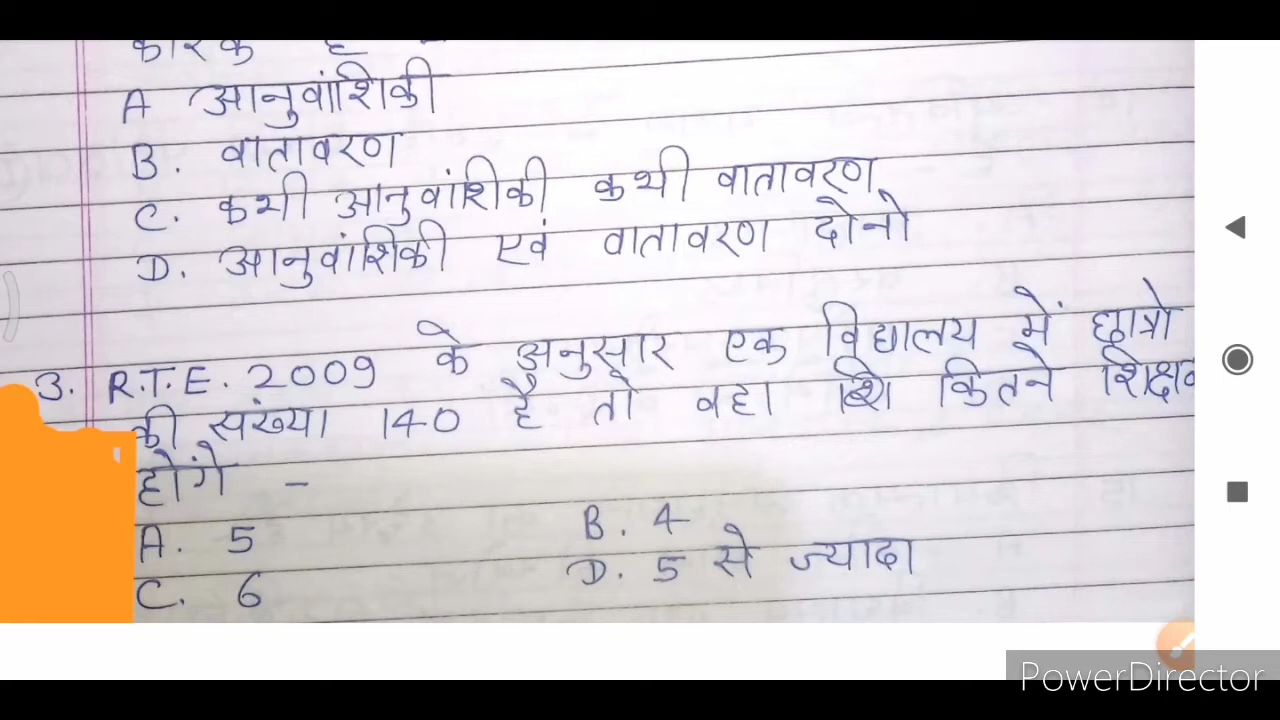 कारक है -
A आनुवांशिकी
B. वातावरण
C. कभी आनुवांशिकी कभी वातावरण
D. आनुवांशिकी एवं वातावरण दोनो
3. R.T.E. 2009 के अनुसार एक विद्यालय में छात्रो
की संख्या 140 है तो वहा कितने
होंगे -
A. 5 B. 4
C. 6 D. 5 से ज्यादा
PowerDirector